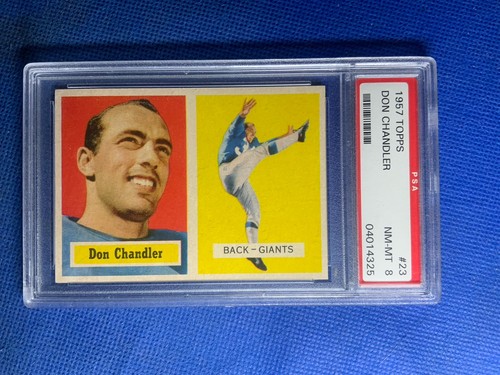 Don Chandler
BACK - GIANTS
1957 TOPPS
DON CHANDLER
PSA
#23
NM-MT 8
04014325